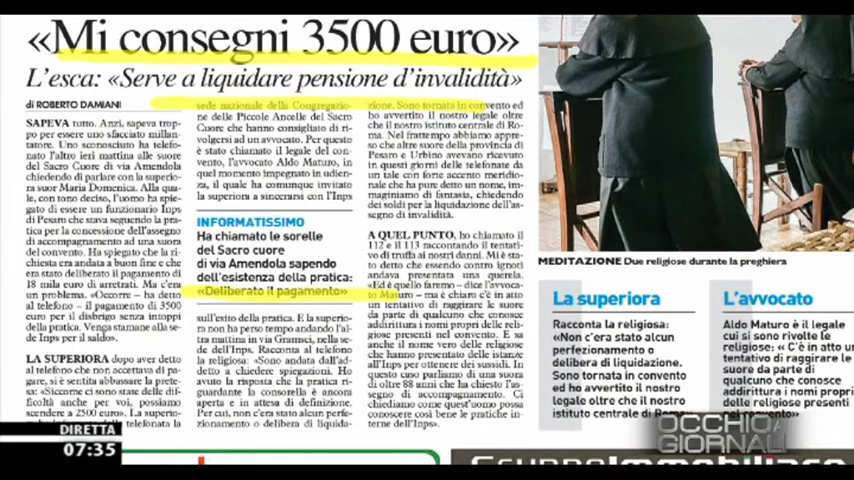 «Mi consegni 3500 euro»
L'esca: «Serve a liquidare pensione d'invalidità»
di ROBERTO DAMIANI
SAPEVA tutto. Anzi, sapeva trop-
po per essere uno sfacciato millan-
tatore. Uno sconosciuto ha telefo-
nato l'altro ieri mattina alle suore
del Sacro Cuore di via Amendola
chiedendo di parlare con la superio-
ra suor Maria Domenica. Alla qua-
le, con tono deciso, l'uomo ha spie-
gato di essere un funzionario Inps
di Pesaro che stava seguendo la pra-
tica per la concessione dell'assegno
di accompagnamento ad una suora
del convento. Ha spiegato che la ri-
chiesta era andata a buon fine e che
era stato deliberato il pagamento di
18 mila euro di arretrati. Ma c'era
un problema. «Occorre – ha detto
al telefono – il pagamento di 3500
euro per il disbrigo senza intoppi
della pratica. Venga stamane alla se-
de Inps per il saldo».
LA SUPERIORA dopo aver detto
al telefono che non accettava di pa-
gare, si è sentita abbassare la prete-
sa: «Siccome ci sono state delle dif-
ficoltà anche per voi, possiamo
scendere a 2500 euro». La superio-
telefonata la
sede nazionale della Congregazio-
ne delle Piccole Ancelle del Sacro
Cuore che hanno consigliato di ri-
volgersi ad un avvocato. Per questo
è stato chiamato il legale del con-
vento, l'avvocato Aldo Maturo, in
quel momento impegnato in udien-
za, il quale ha comunque invitato
la superiora a sincerarsi con l'Inps
INFORMATISSIMO
Ha chiamato le sorelle
del Sacro cuore
di via Amendola sapendo
dell'esistenza della pratica:
«Deliberato il pagamento»
sull'esito della pratica. E la superio-
ra non ha perso tempo andando l'al-
tra mattina in via Gramsci, nella se-
de dell'Inps. Racconta al telefono
la religiosa: «Sono andata dall'ad-
detto a chiedere spiegazioni. Ho
avuto la risposta che la pratica ri-
guardante la consorella è ancora
aperta e in attesa di definizione.
Per cui, non c'era stato alcun perfe-
zionamento o delibera di liquida-
zione. Sono tornata in convento ed
ho avvertito il nostro legale oltre
che il nostro istituto centrale di Ro-
ma. Nel frattempo abbiamo appre-
so che altre suore della provincia di
Pesaro e Urbino avevano ricevuto
in questi giorni delle telefonate da
un tale con forte accento meridio-
nale che ha pure detto un nome, im-
maginiamo di fantasia, chiedendo
dei soldi per la liquidazione dell'as-
segno di invalidità.
A QUEL PUNTO, ho chiamato il
112 e il 113 raccontando il tentati-
vo di truffa ai nostri danni. Mi è sta-
to detto che essendo contro ignoti
andava presentata una querela.
«Ed è quello faremo – dice l'avvoca-
to Maturo – ma è chiaro c'è in atto
un tentativo di raggirare le suore
da parte di qualcuno che conosce
addirittura i nomi propri delle reli-
giose presenti nel convento. E sa
anche il nome vero delle religiose
che hanno presentato delle istanze
all'Inps per ottenere dei sussidi. In
questo caso parliamo di una suora
di oltre 88 anni che ha chiesto l'as-
segno di accompagnamento. Ci
chiediamo come quest'uomo possa
conoscere così bene le pratiche in-
terne dell'Inps».
MEDITAZIONE Due religiose durante la preghiera
La superiora
Racconta la religiosa:
«Non c'era stato alcun
perfezionamento o
delibera di liquidazione.
Sono tornata in convento
ed ho avvertito il nostro
legale oltre che il nostro
istituto centrale di Roma»
L'avvocato
Aldo Maturo è il legale
cui si sono rivolte le
religiose: « C'è in atto un
tentativo di raggirare le
suore da parte di
qualcuno che conosce
addirittura i nomi propri
delle religiose presenti
nel convento»
DIRETTA
07:35
OCCHIO AI
GIORNALI
GRUPPOIMMOBILIARE